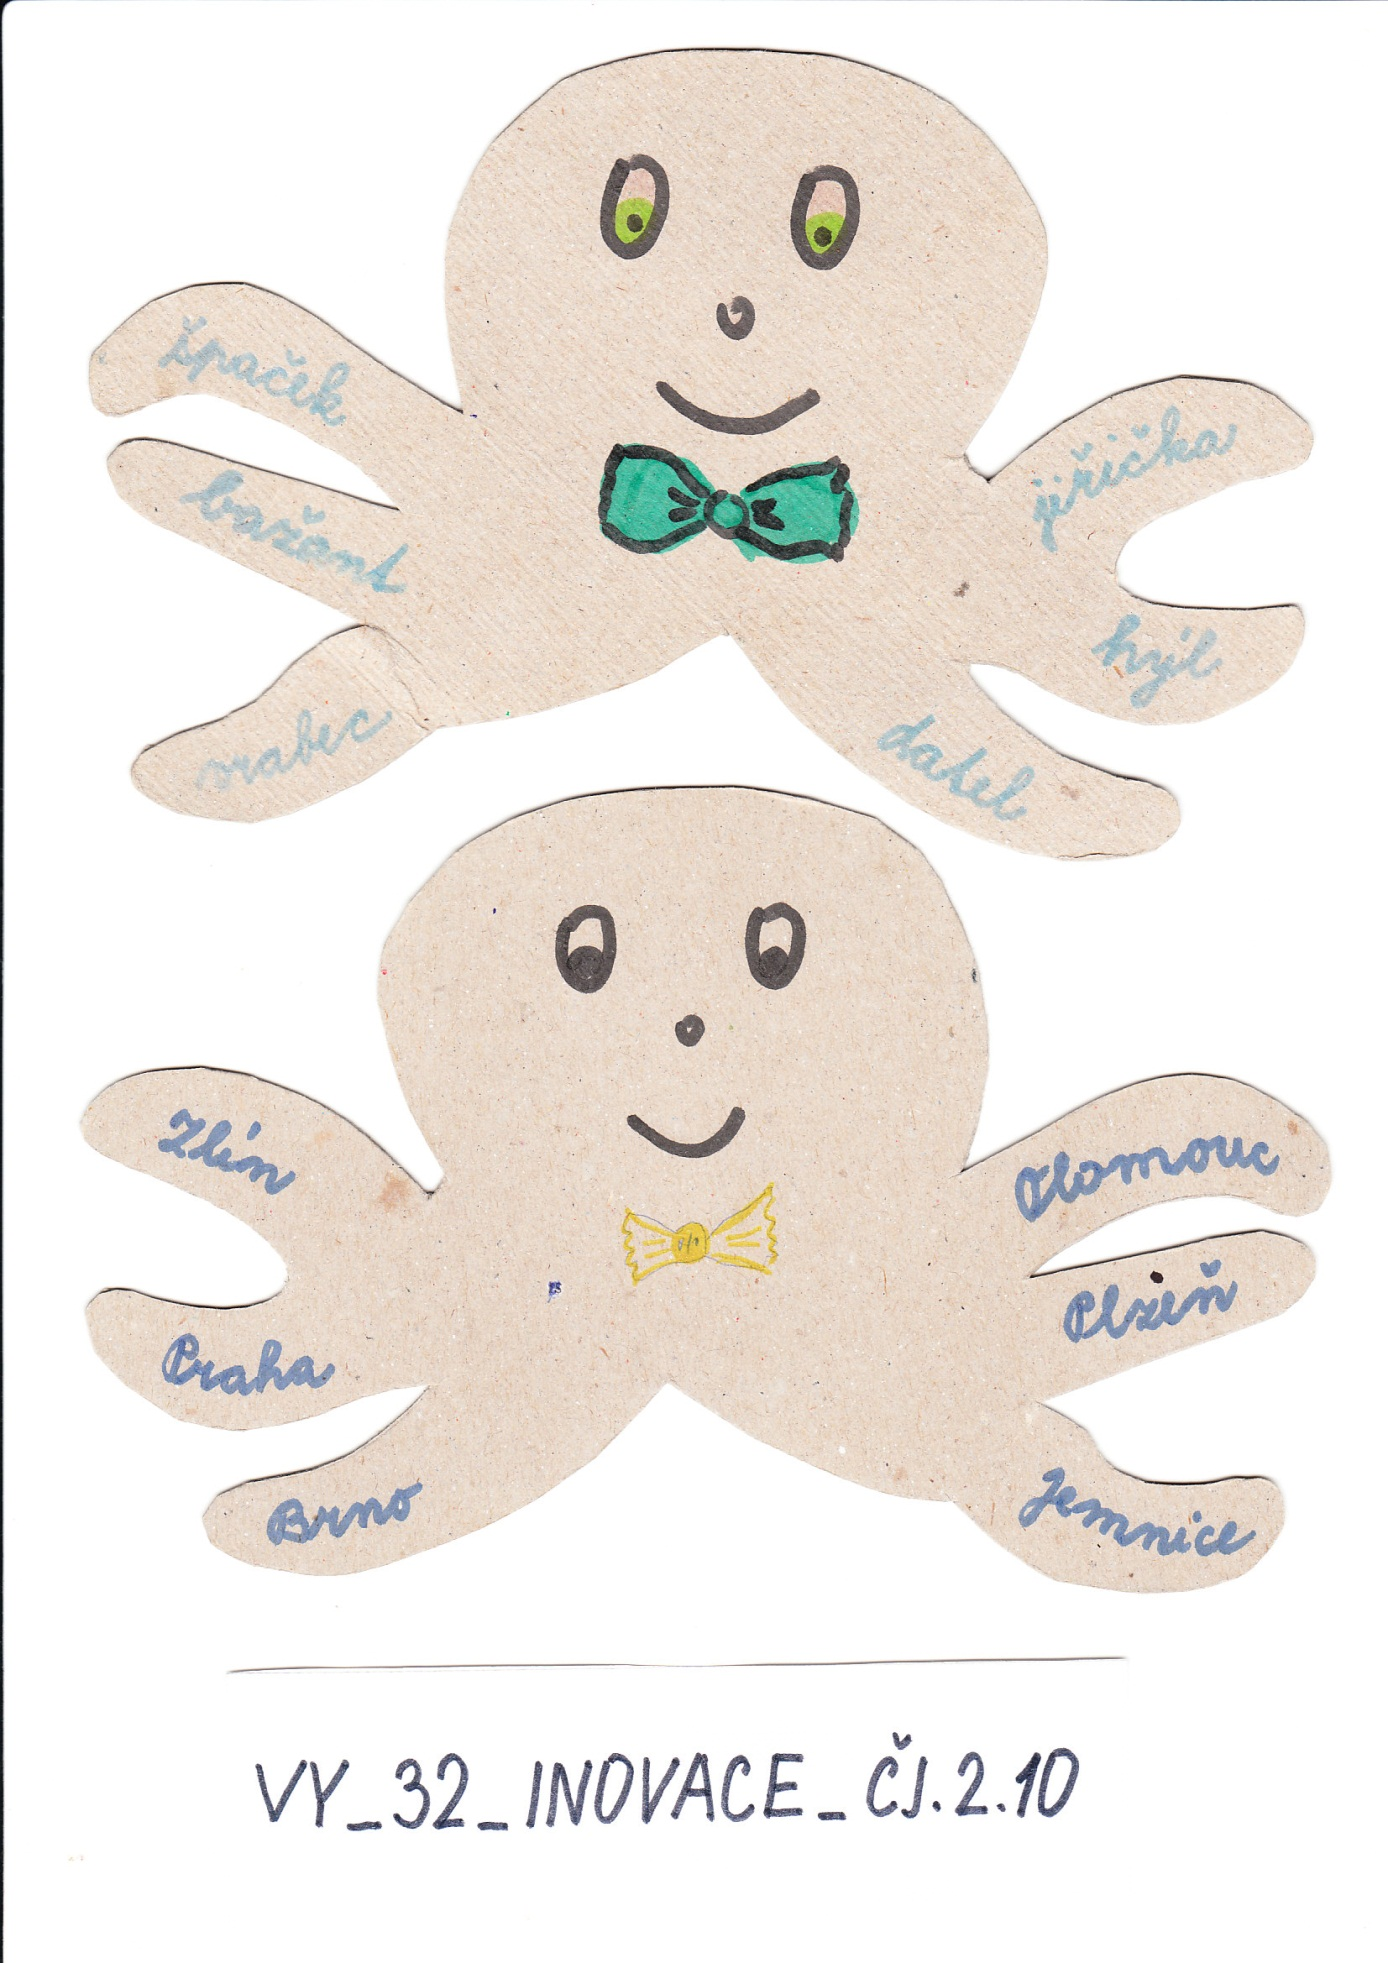 špaček
bažant
vrabec
jiřička
hýl
datel
Zlín
Praha
Brno
Olomouc
Plzeň
Jemnice
VY_32_INOVACE_ČJ.2.10